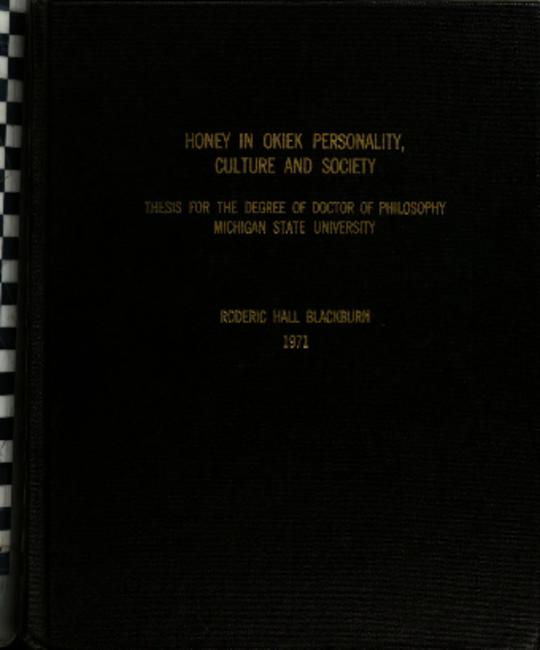 HONEY IN OKIEK PERSONALITY,
CULTURE AND SOCIETY
THESIS FOR THE DEGREE OF DOCTOR OF PHILOSOPHY
MICHIGAN STATE UNIVERSITY
RODERIC HALL BLACKBURN
1971